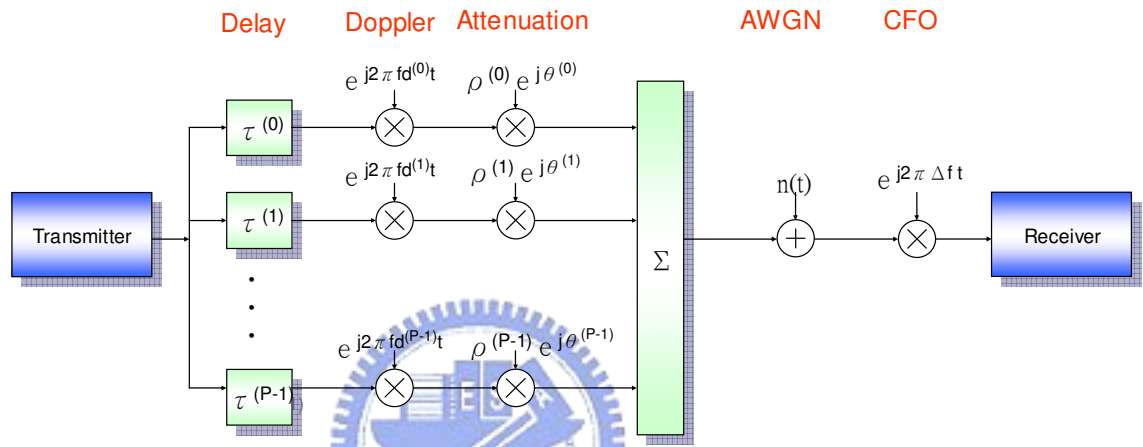 Delay Doppler Attenuation AWGN CFO
e^{j2πfd^{(0)}t} ρ^{(0)} e^{jθ^{(0)}}
τ^{(0)}
e^{j2πfd^{(1)}t} ρ^{(1)} e^{jθ^{(1)}}
n(t) e^{j2πΔft}
τ^{(1)}
Transmitter
Σ
Receiver
e^{j2πfd^{(P-1)}t} ρ^{(P-1)} e^{jθ^{(P-1)}}
τ^{(P-1)}